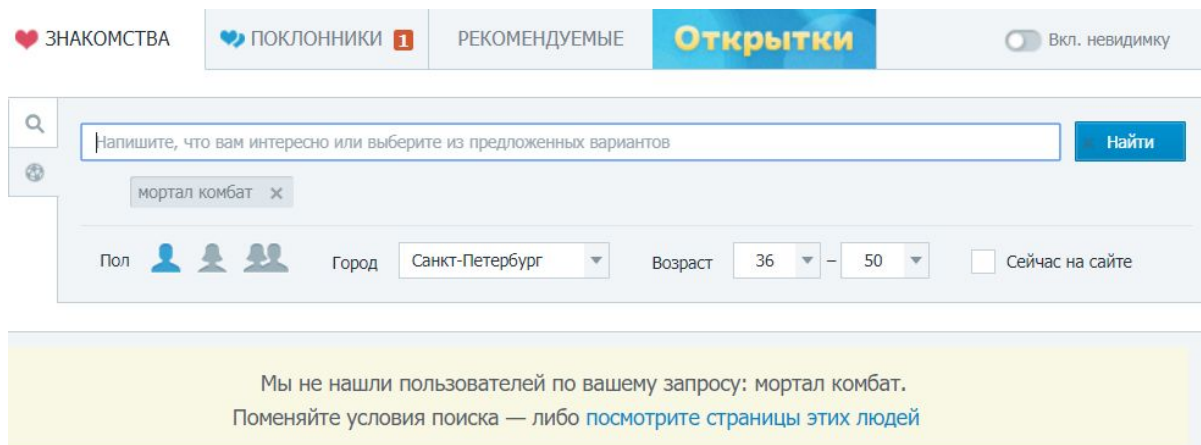 ЗНАКОМСТВА ПОКЛОННИКИ 1 РЕКОМЕНДУЕМЫЕ Открытки Вкл. невидимку
Напишите, что вам интересно или выберите из предложенных вариантов Найти
мортал комбат
Пол Город Санкт-Петербург Возраст 36 – 50 Сейчас на сайте
Мы не нашли пользователей по вашему запросу: мортал комбат.
Поменяйте условия поиска — либо посмотрите страницы этих людей